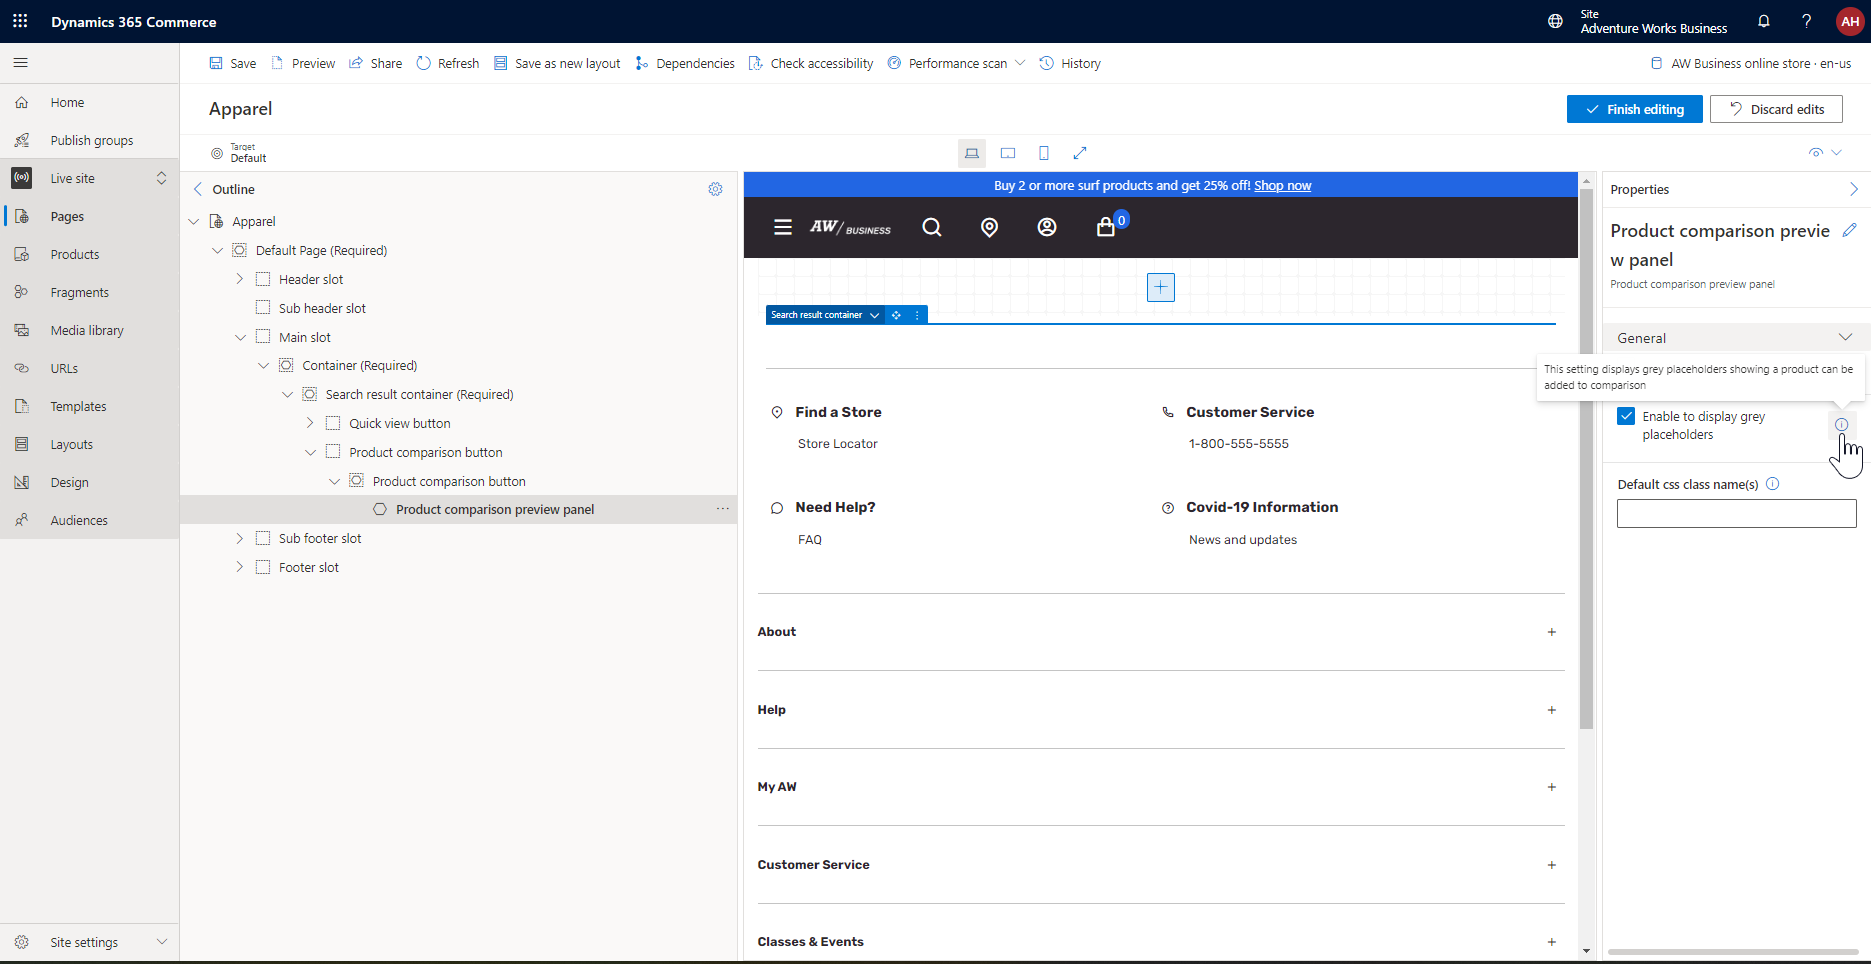 Dynamics 365 Commerce
Site
Adventure Works Business
?
AH
Save
Preview
Share
Refresh
Save as new layout
Dependencies
Check accessibility
Performance scan
History
AW Business online store · en-us
Home
Publish groups
Live site
Pages
Products
Fragments
Media library
URLs
Templates
Layouts
Design
Audiences
Site settings
Apparel
Finish editing
Discard edits
Target
Default
Outline
Apparel
Default Page (Required)
Header slot
Sub header slot
Main slot
Container (Required)
Search result container (Required)
Quick view button
Product comparison button
Product comparison button
Product comparison preview panel
Sub footer slot
Footer slot
Buy 2 or more surf products and get 25% off! Shop now
AW/ BUSINESS
0
Search result container
Find a Store
Store Locator
Customer Service
1-800-555-5555
Need Help?
FAQ
Covid-19 Information
News and updates
About
Help
My AW
Customer Service
Classes & Events
Properties
Product comparison previe
w panel
Product comparison preview panel
General
This setting displays grey placeholders showing a product can be
added to comparison
Enable to display grey
placeholders
Default css class name(s)